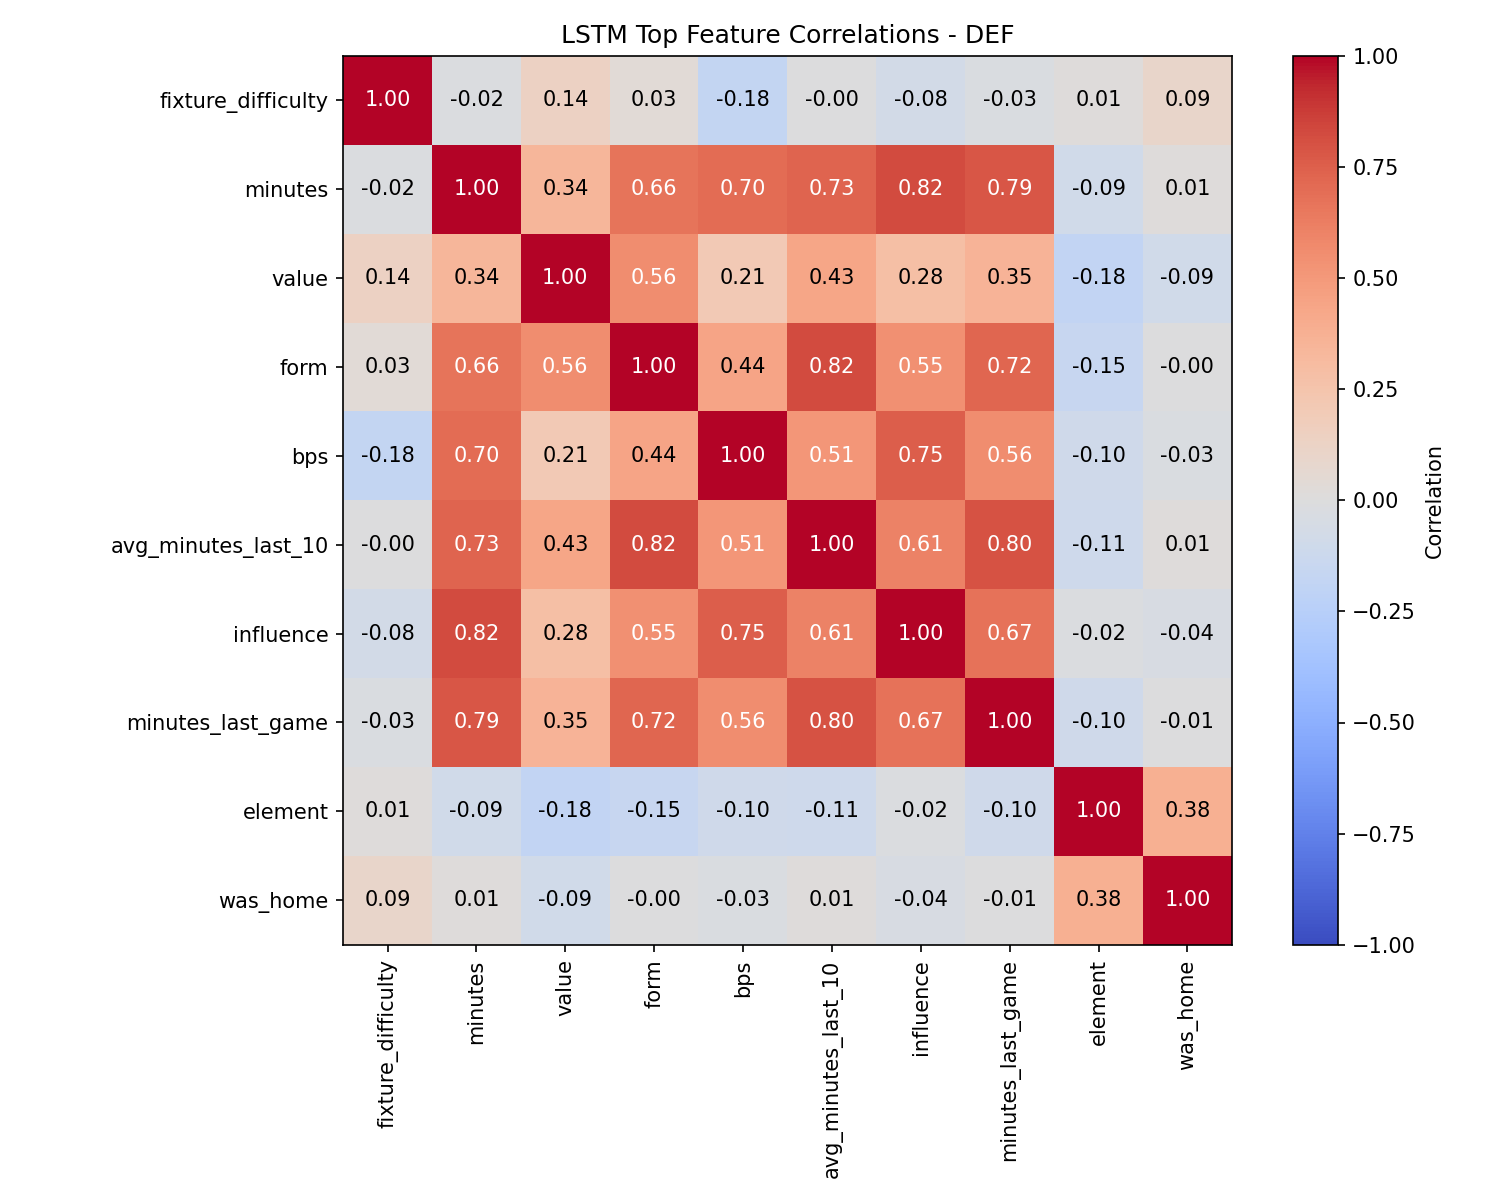 LSTM Top Feature Correlations - DEF
fixture_difficulty 1.00 -0.02 0.14 0.03 -0.18 -0.00 -0.08 -0.03 0.01 0.09
minutes -0.02 1.00 0.34 0.66 0.70 0.73 0.82 0.79 -0.09 0.01
value 0.14 0.34 1.00 0.56 0.21 0.43 0.28 0.35 -0.18 -0.09
form 0.03 0.66 0.56 1.00 0.44 0.82 0.55 0.72 -0.15 -0.00
bps -0.18 0.70 0.21 0.44 1.00 0.51 0.75 0.56 -0.10 -0.03
avg_minutes_last_10 -0.00 0.73 0.43 0.82 0.51 1.00 0.61 0.80 -0.11 0.01
influence -0.08 0.82 0.28 0.55 0.75 0.61 1.00 0.67 -0.02 -0.04
minutes_last_game -0.03 0.79 0.35 0.72 0.56 0.80 0.67 1.00 -0.10 -0.01
element 0.01 -0.09 -0.18 -0.15 -0.10 -0.11 -0.02 -0.10 1.00 0.38
was_home 0.09 0.01 -0.09 -0.00 -0.03 0.01 -0.04 -0.01 0.38 1.00
fixture_difficulty
minutes
value
form
bps
avg_minutes_last_10
influence
minutes_last_game
element
was_home
1.00
0.75
0.50
0.25
0.00
−0.25
−0.50
−0.75
−1.00
Correlation